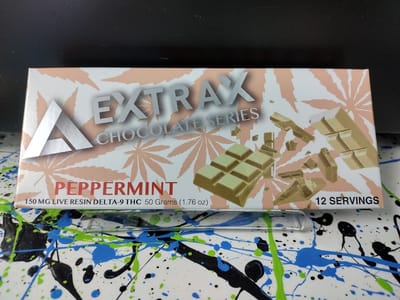 EXTRAX
CHOCOLATE SERIES
PEPPERMINT
150 MG LIVE RESIN DELTA-9 THC 50 Grams (1.76 oz)
12 SERVINGS